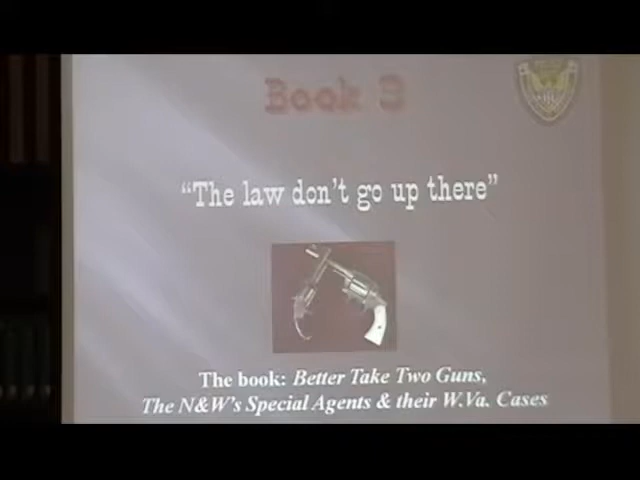 Book 3
“The law don’t go up there”
The book: Better Take Two Guns,
The N&W’s Special Agents & their W.Va. Cases